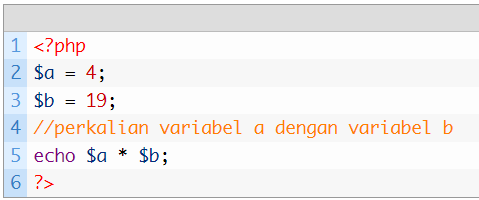 1 <?php
2 $a = 4;
3 $b = 19;
4 //perkalian variabel a dengan variabel b
5 echo $a * $b;
6 ?>